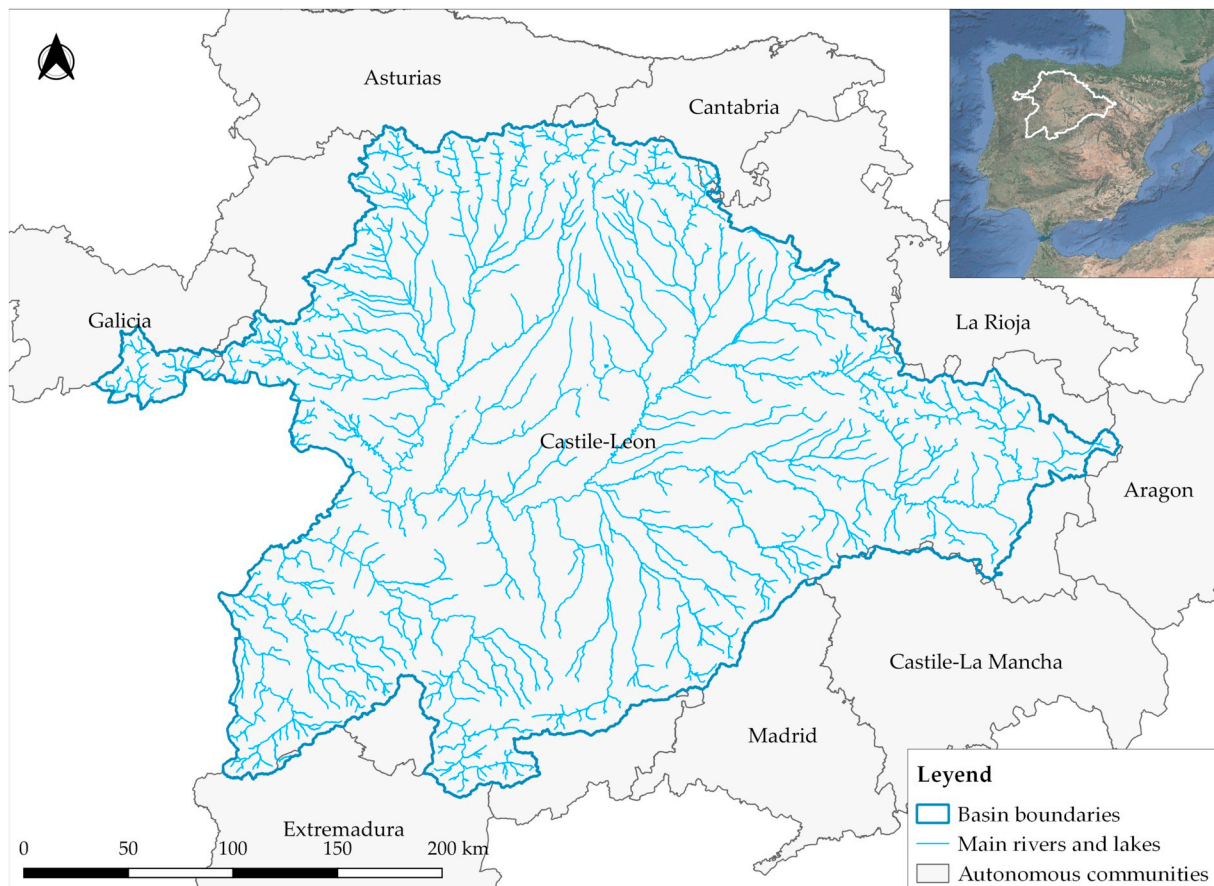 Asturias
Cantabria
Galicia
La Rioja
Castile-Leon
Aragon
Castile-La Mancha
Madrid
Extremadura
0 50 100 150 200 km
Leyend
Basin boundaries
Main rivers and lakes
Autonomous communities